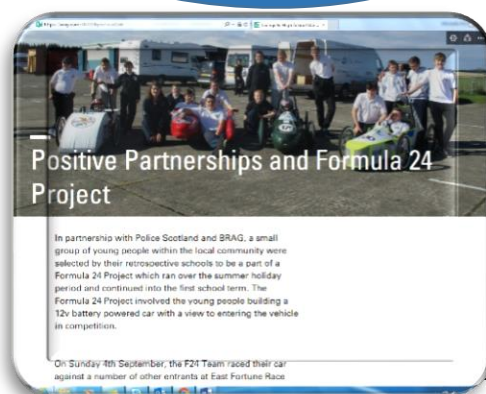 Positive Partnerships and Formula 24
Project
In partnership with Police Scotland and BRAG, a small
group of young people within the local community were
selected by their retrospective schools to be a part of a
Formula 24 Project which ran over the summer holiday
period and continued into the first school term. The
Formula 24 Project involved the young people building a
12v battery powered car with a view to entering the vehicle
in competition.
On Sunday 4th September, the F24 Team raced their car
against a number of other entrants at East Fortune Race